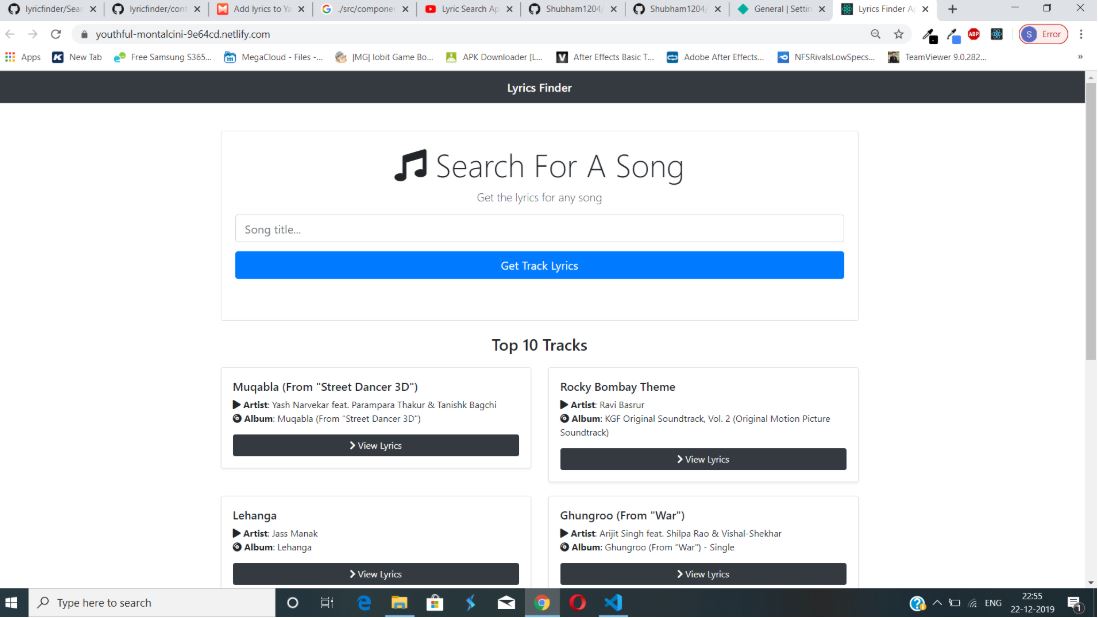 lyricfinder/Sear
lyricfinder/cont
Add lyrics to Ya
./src/compone
Lyric Search Ap
Shubham1204/
Shubham1204/
General | Settin
Lyrics Finder Ap
youthful-montalcini-9e64cd.netlify.com
ABP
S Error
Apps
New Tab
Free Samsung S365...
MegaCloud - Files -...
|MG| Iobit Game Bo...
APK Downloader [L...
After Effects Basic T...
Adobe After Effects...
NFSRivalsLowSpecs...
TeamViewer 9.0.282...
»
Lyrics Finder
Search For A Song
Get the lyrics for any song
Song title...
Get Track Lyrics
Top 10 Tracks
Muqabla (From "Street Dancer 3D")
Artist: Yash Narvekar feat. Parampara Thakur & Tanishk Bagchi
Album: Muqabla (From "Street Dancer 3D")
View Lyrics
Rocky Bombay Theme
Artist: Ravi Basrur
Album: KGF Original Soundtrack, Vol. 2 (Original Motion Picture
Soundtrack)
View Lyrics
Lehanga
Artist: Jass Manak
Album: Lehanga
View Lyrics
Ghungroo (From "War")
Artist: Arijit Singh feat. Shilpa Rao & Vishal-Shekhar
Album: Ghungroo (From "War") - Single
View Lyrics
Type here to search
ENG
22:55
22-12-2019
1